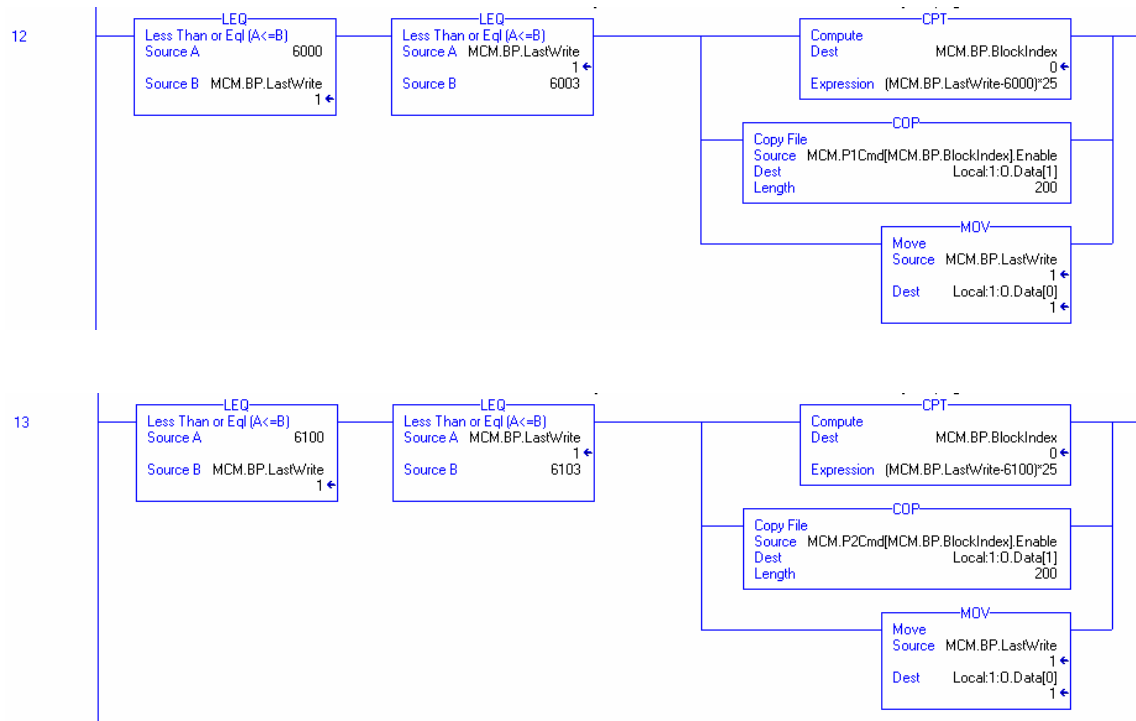 12
LEQ
Less Than or Eql (A<=B)
Source A 6000
Source B MCM.BP.LastWrite
1
LEQ
Less Than or Eql (A<=B)
Source A MCM.BP.LastWrite
1
Source B 6003
CPT
Compute
Dest MCM.BP.BlockIndex
0
Expression (MCM.BP.LastWrite-6000)*25
COP
Copy File
Source MCM.P1Cmd[MCM.BP.BlockIndex].Enable
Dest Local:1:O.Data[1]
Length 200
MOV
Move
Source MCM.BP.LastWrite
1
Dest Local:1:O.Data[0]
1
13
LEQ
Less Than or Eql (A<=B)
Source A 6100
Source B MCM.BP.LastWrite
1
LEQ
Less Than or Eql (A<=B)
Source A MCM.BP.LastWrite
1
Source B 6103
CPT
Compute
Dest MCM.BP.BlockIndex
0
Expression (MCM.BP.LastWrite-6100)*25
COP
Copy File
Source MCM.P2Cmd[MCM.BP.BlockIndex].Enable
Dest Local:1:O.Data[1]
Length 200
MOV
Move
Source MCM.BP.LastWrite
1
Dest Local:1:O.Data[0]
1